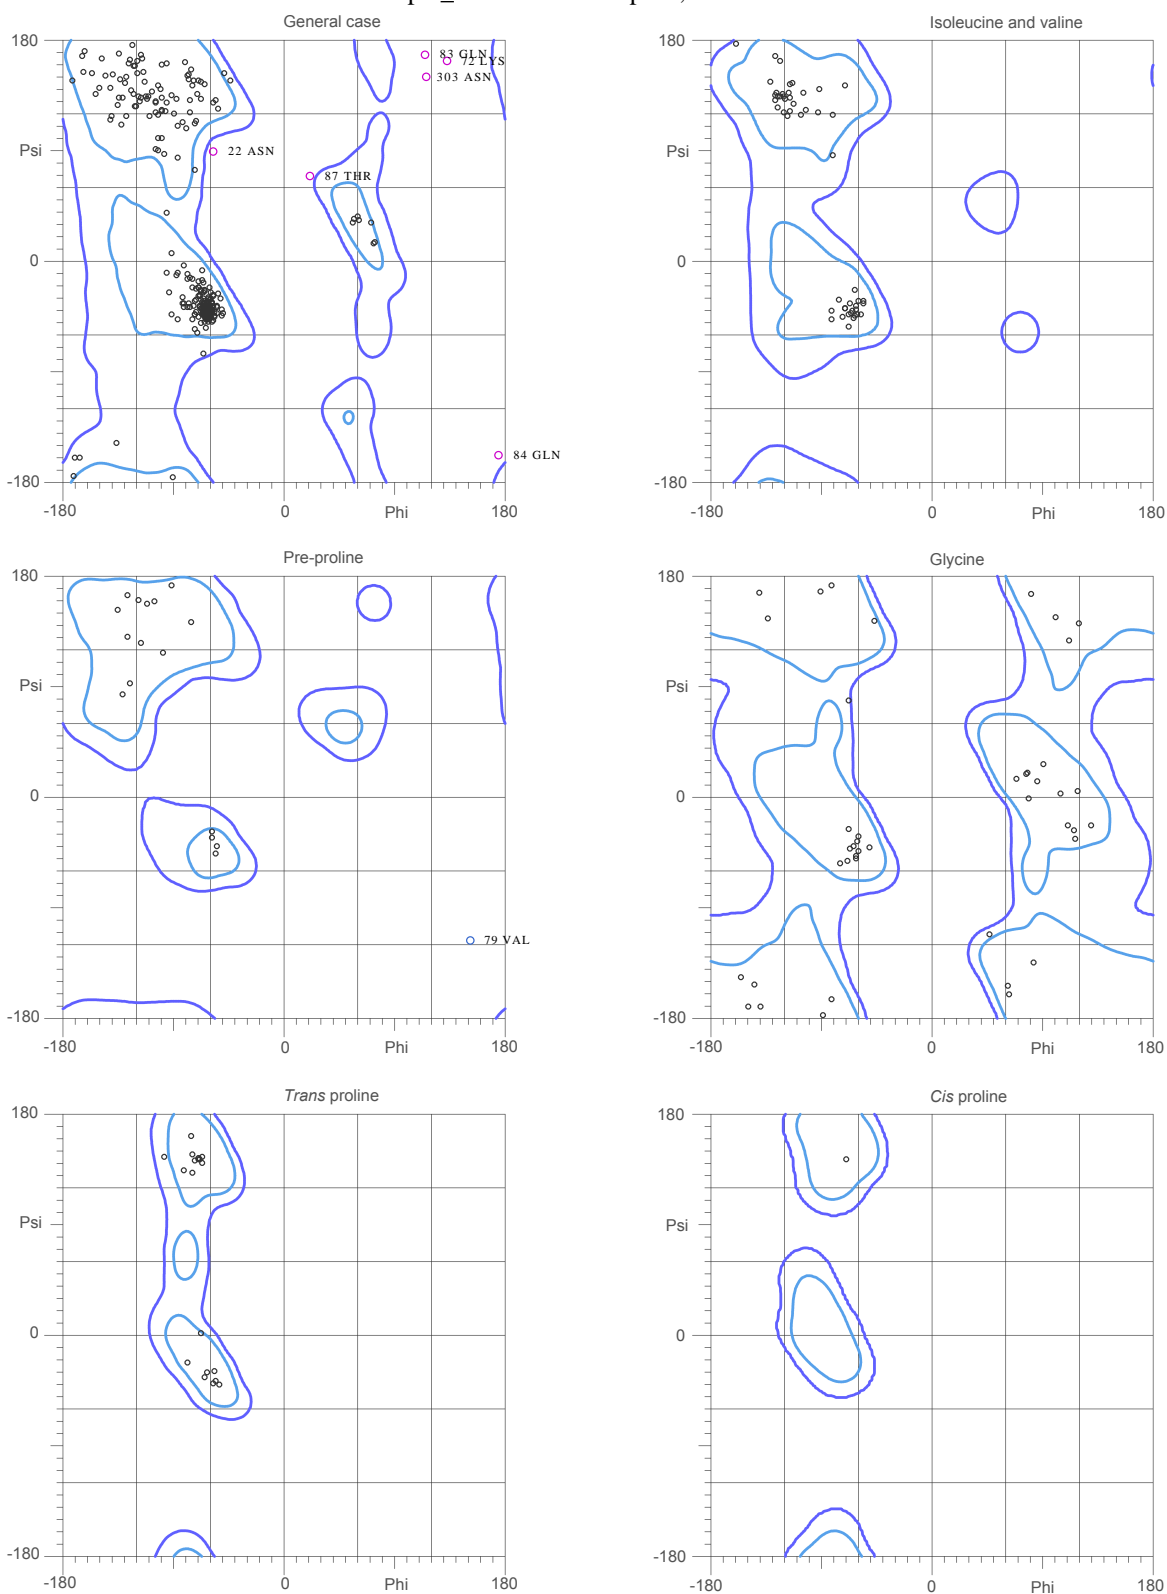 General case
Isoleucine and valine
180
83 GLN
72 LYS
303 ASN
Psi
22 ASN
87 THR
0
84 GLN
-180
-180
0
Phi
180
180
Psi
0
-180
-180
0
Phi
180
Pre-proline
Glycine
180
Psi
0
79 VAL
-180
-180
0
Phi
180
180
Psi
0
-180
-180
0
Phi
180
Trans proline
Cis proline
180
Psi
0
-180
-180
0
Phi
180
180
Psi
0
-180
-180
0
Phi
180